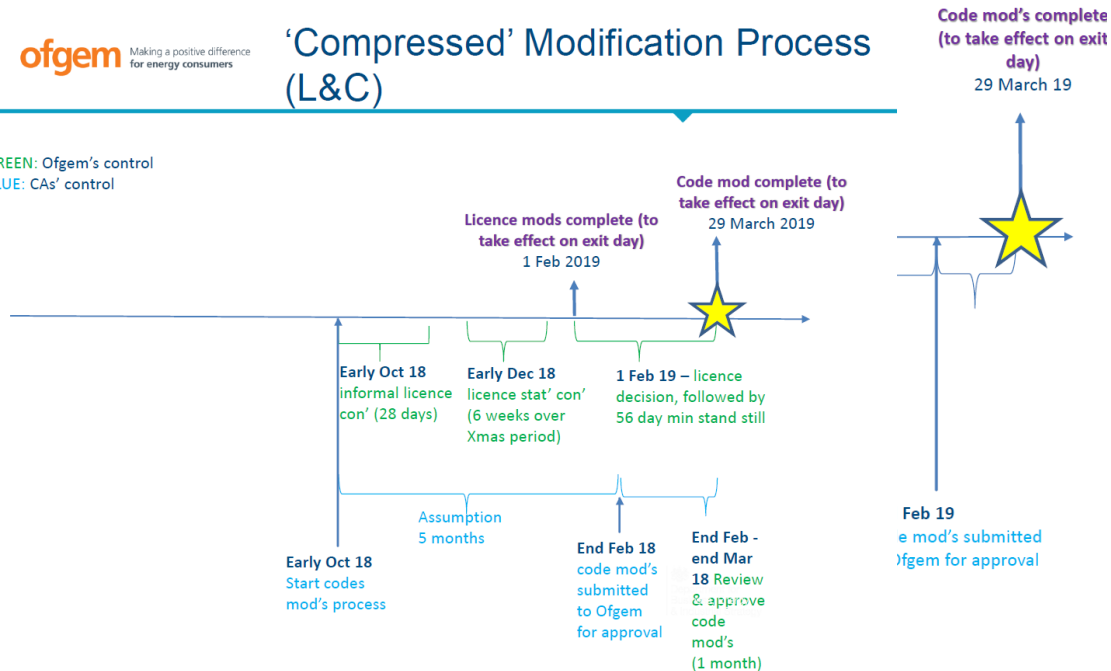 ofgem
Making a positive difference
for energy consumers
'Compressed' Modification Process
(L&C)
Code mod's complete
(to take effect on exit
day)
29 March 19
REEN: Ofgem's control
LUE: CAs' control
Code mod complete (to
take effect on exit day)
29 March 2019
Licence mods complete (to
take effect on exit day)
1 Feb 2019
Early Oct 18
informal licence
con' (28 days)
Early Dec 18
licence stat' con'
(6 weeks over
Xmas period)
1 Feb 19 – licence
decision, followed by
56 day min stand still
Assumption
5 months
Early Oct 18
Start codes
mod's process
End Feb 18
code mod's
submitted
to Ofgem
for approval
End Feb -
end Mar
18 Review
& approve
code
mod's
(1 month)
Feb 19
e mod's submitted
Ofgem for approval